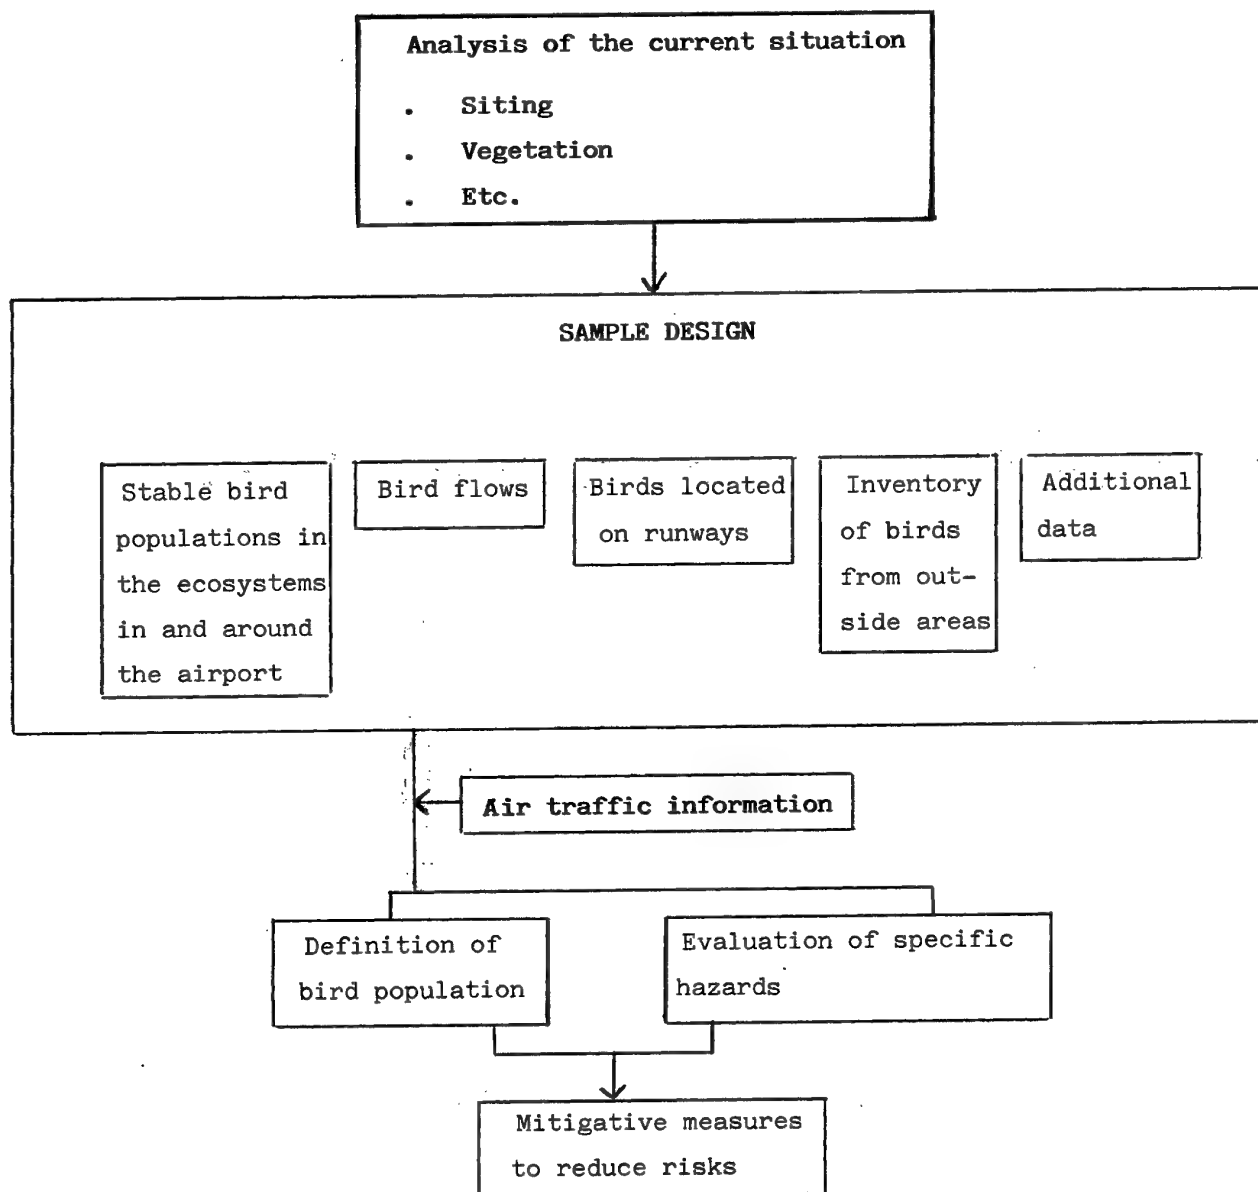 Analysis of the current situation
. Siting
. Vegetation
. Etc.
SAMPLE DESIGN
Stable bird
populations in
the ecosystems
in and around
the airport
Bird flows
Birds located
on runways
Inventory
of birds
from out-
side areas
Additional
data
Air traffic information
Definition of
bird population
Evaluation of specific
hazards
Mitigative measures
to reduce risks